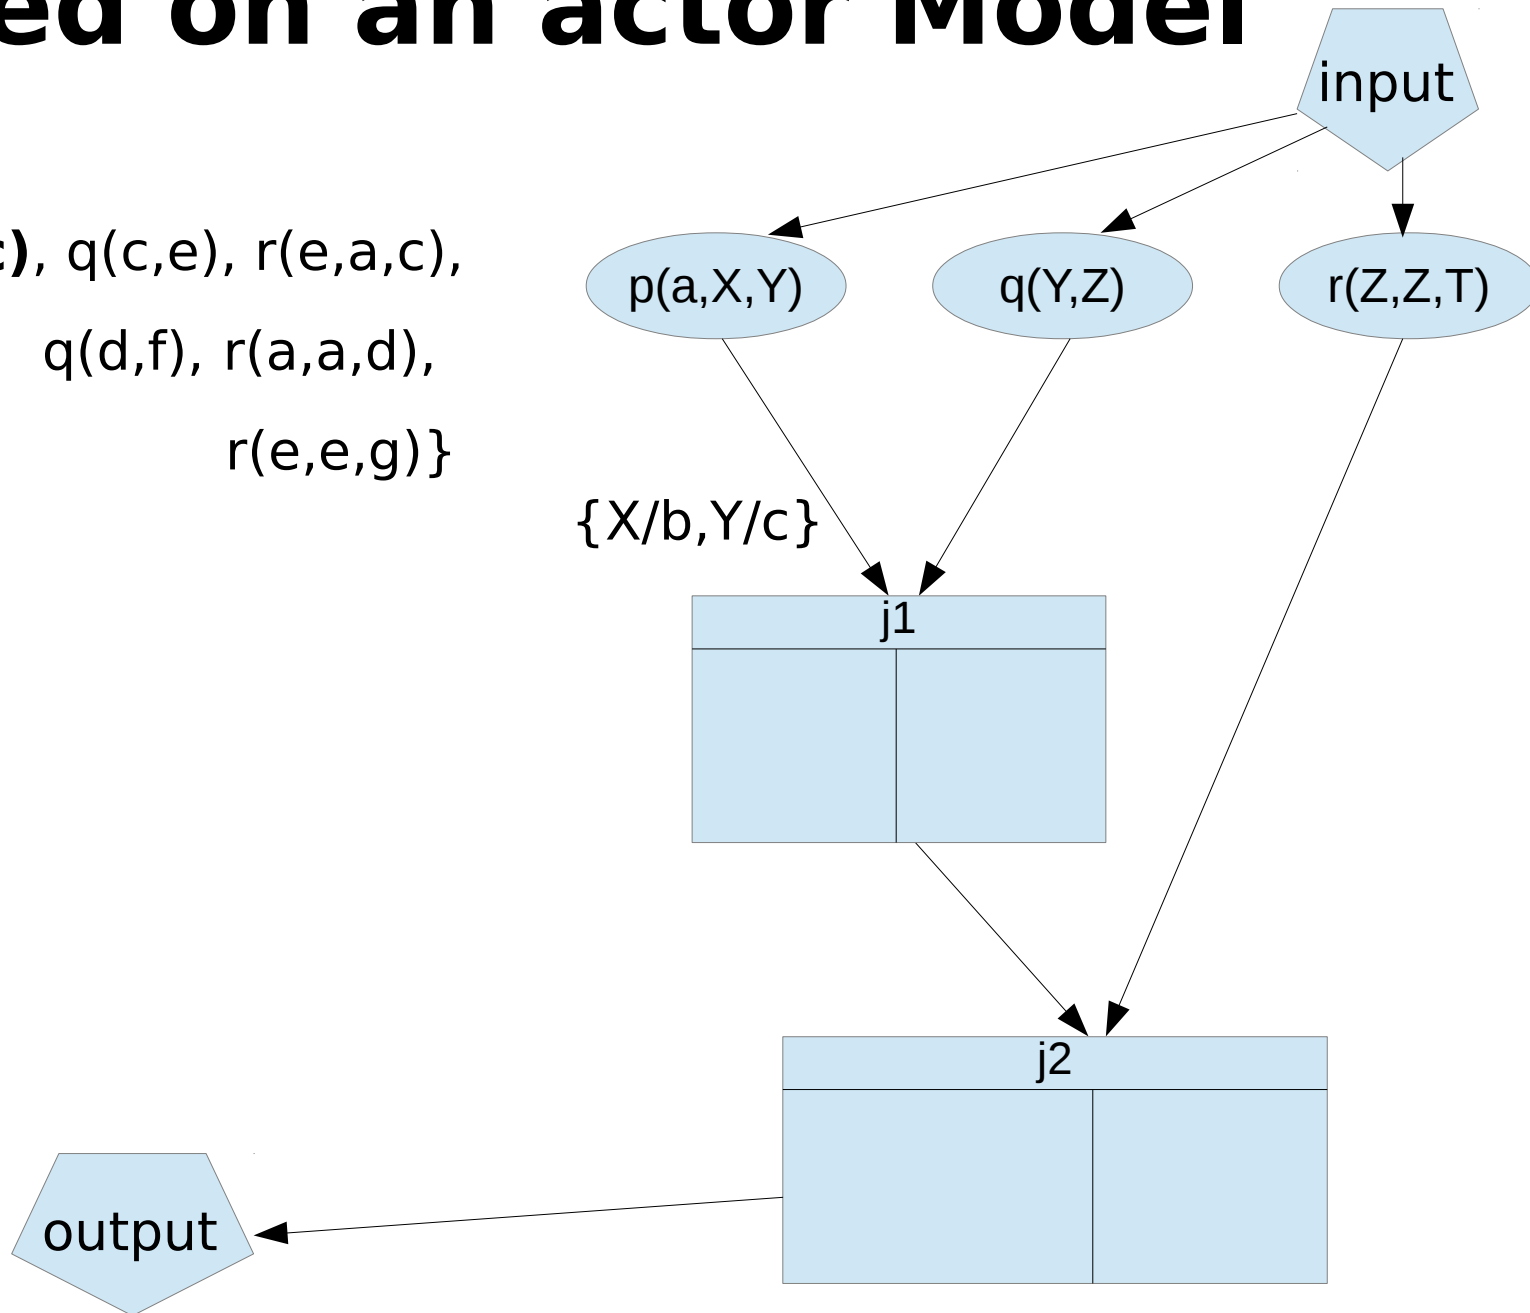 ed on an actor Model
input
c), q(c,e), r(e,a,c),
p(a,X,Y)
q(Y,Z)
r(Z,Z,T)
q(d,f), r(a,a,d),
r(e,e,g)}
{X/b,Y/c}
j1
j2
output